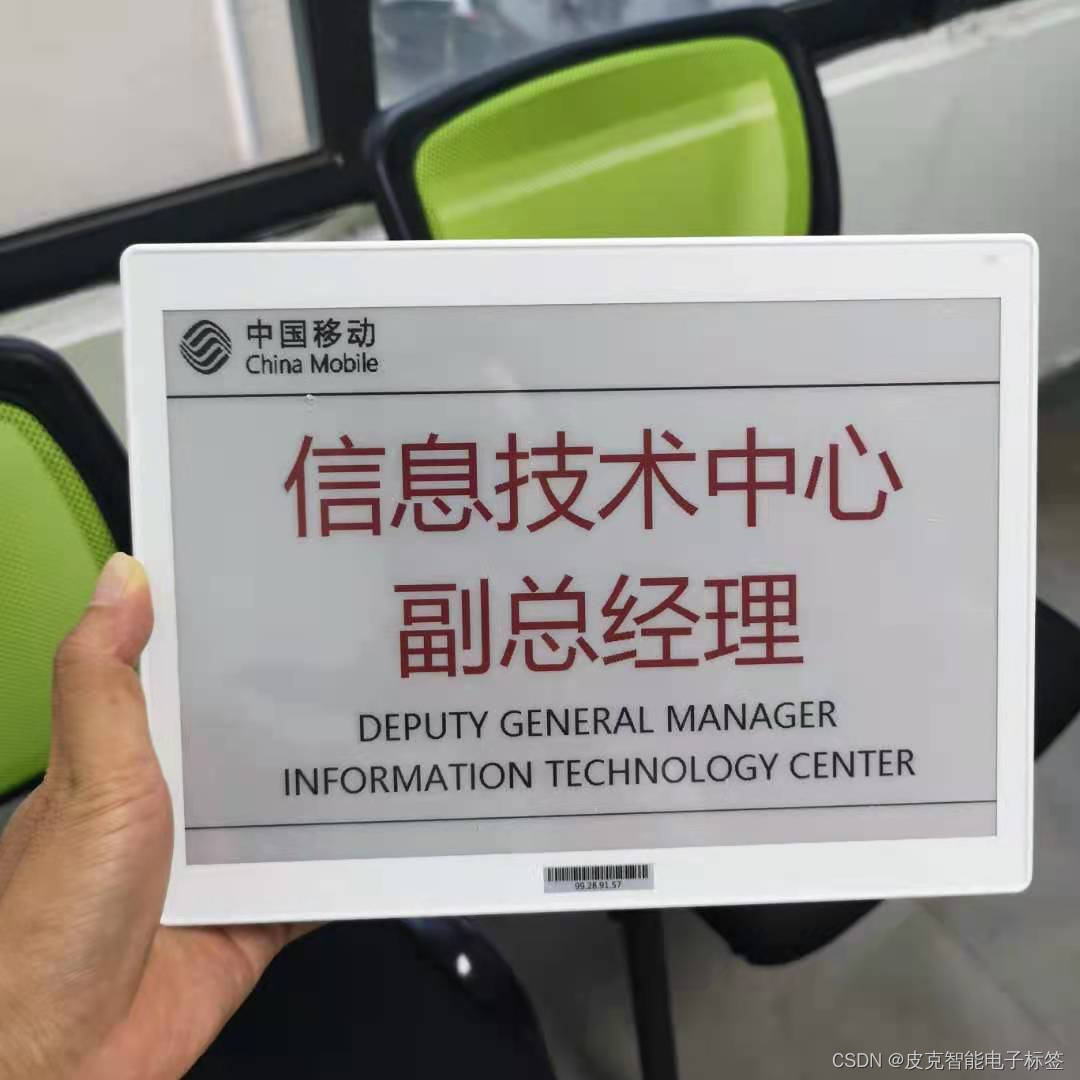 中国移动
China Mobile
信息技术中心
副总经理
DEPUTY GENERAL MANAGER
INFORMATION TECHNOLOGY CENTER
99.28.91.57
CSDN @皮克智能电子标签